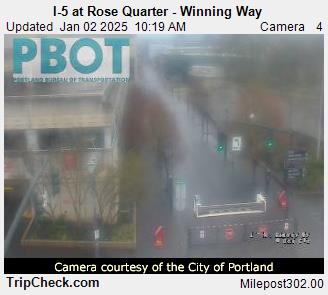 I-5 at Rose Quarter - Winning Way
Updated Jan 02 2025 10:19 AM
Camera 4
PBOT
PORTLAND BUREAU OF TRANSPORTATION
Camera courtesy of the City of Portland
TripCheck.com
Milepost302.00